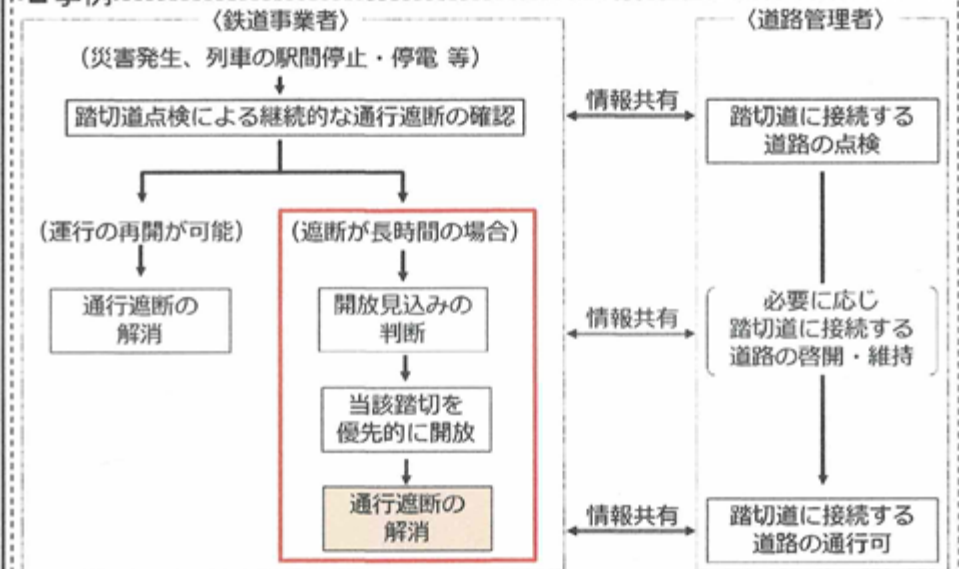 〈鉄道事業者〉
(災害発生、列車の駅間停止・停電 等)
踏切道点検による継続的な通行遮断の確認
(運行の再開が可能)
通行遮断の
解消
(遮断が長時間の場合)
開放見込みの
判断
当該踏切を
優先的に開放
通行遮断の
解消
情報共有
情報共有
情報共有
〈道路管理者〉
踏切道に接続する
道路の点検
必要に応じ
踏切道に接続する
道路の啓開・維持
踏切道に接続する
道路の通行可